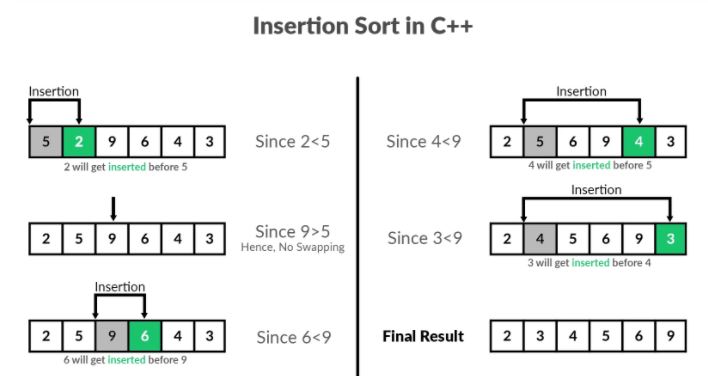 Insertion Sort in C++
Insertion
5 2 9 6 4 3
Since 2<5
2 will get inserted before 5
2 5 9 6 4 3
Since 9>5
Hence, No Swapping
Insertion
2 5 9 6 4 3
Since 6<9
6 will get inserted before 9
Insertion
Since 4<9
2 5 6 9 4 3
4 will get inserted before 5
Insertion
Since 3<9
2 4 5 6 9 3
3 will get inserted before 4
Final Result
2 3 4 5 6 9